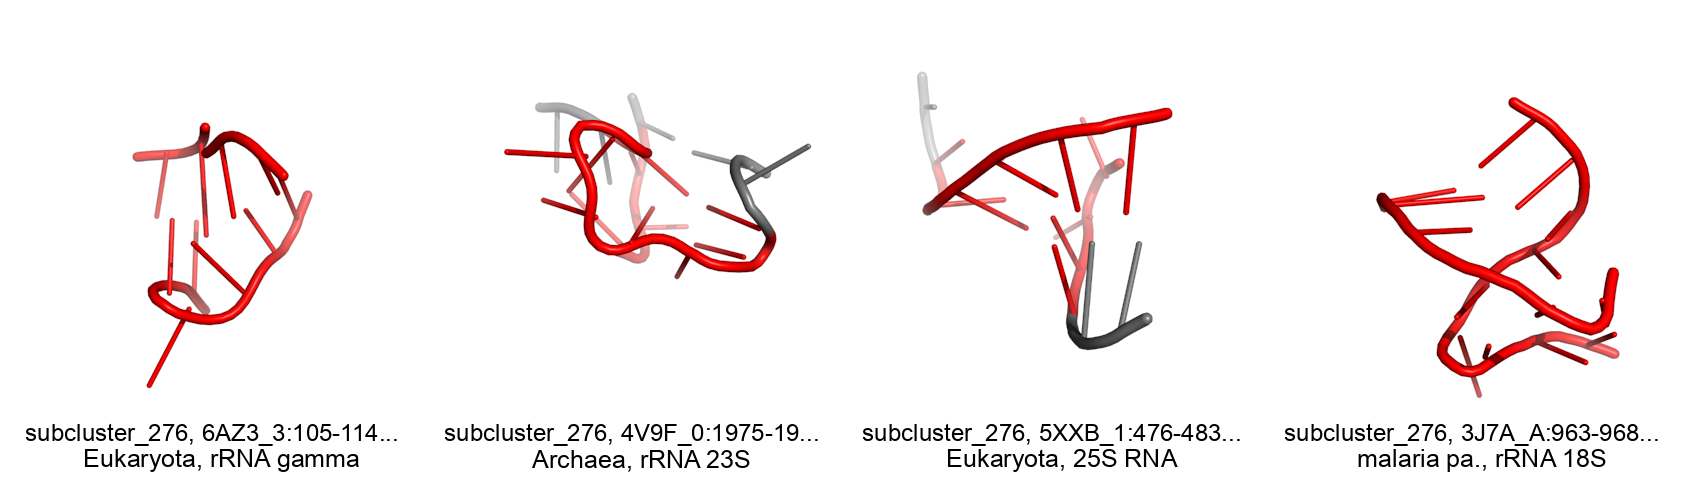 subcluster_276, 6AZ3_3:105-114...
Eukaryota, rRNA gamma
subcluster_276, 4V9F_0:1975-19...
Archaea, rRNA 23S
subcluster_276, 5XXB_1:476-483...
Eukaryota, 25S RNA
subcluster_276, 3J7A_A:963-968...
malaria pa., rRNA 18S